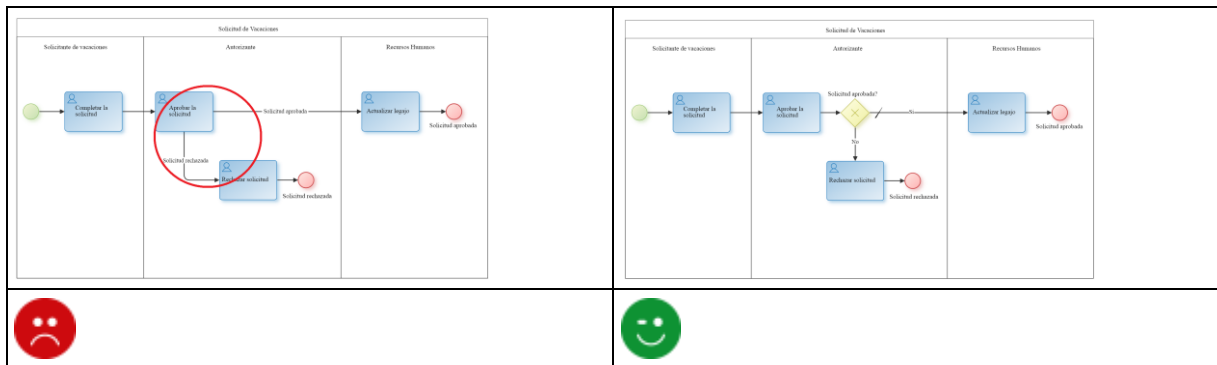 Solicitud de Vacaciones
Solicitante de vacaciones
Autorizante
Recursos Humanos
Completar la
solicitud
Aprobar la
solicitud
Solicitud aprobada
Actualizar legajo
Solicitud aprobada
Solicitud rechazada
Rechazar solicitud
Solicitud rechazada
Solicitud de Vacaciones
Solicitante de vacaciones
Autorizante
Recursos Humanos
Solicitud aprobada?
Completar la
solicitud
Aprobar la
solicitud
Actualizar legajo
Solicitud aprobada
No
Rechazar solicitud
Solicitud rechazada